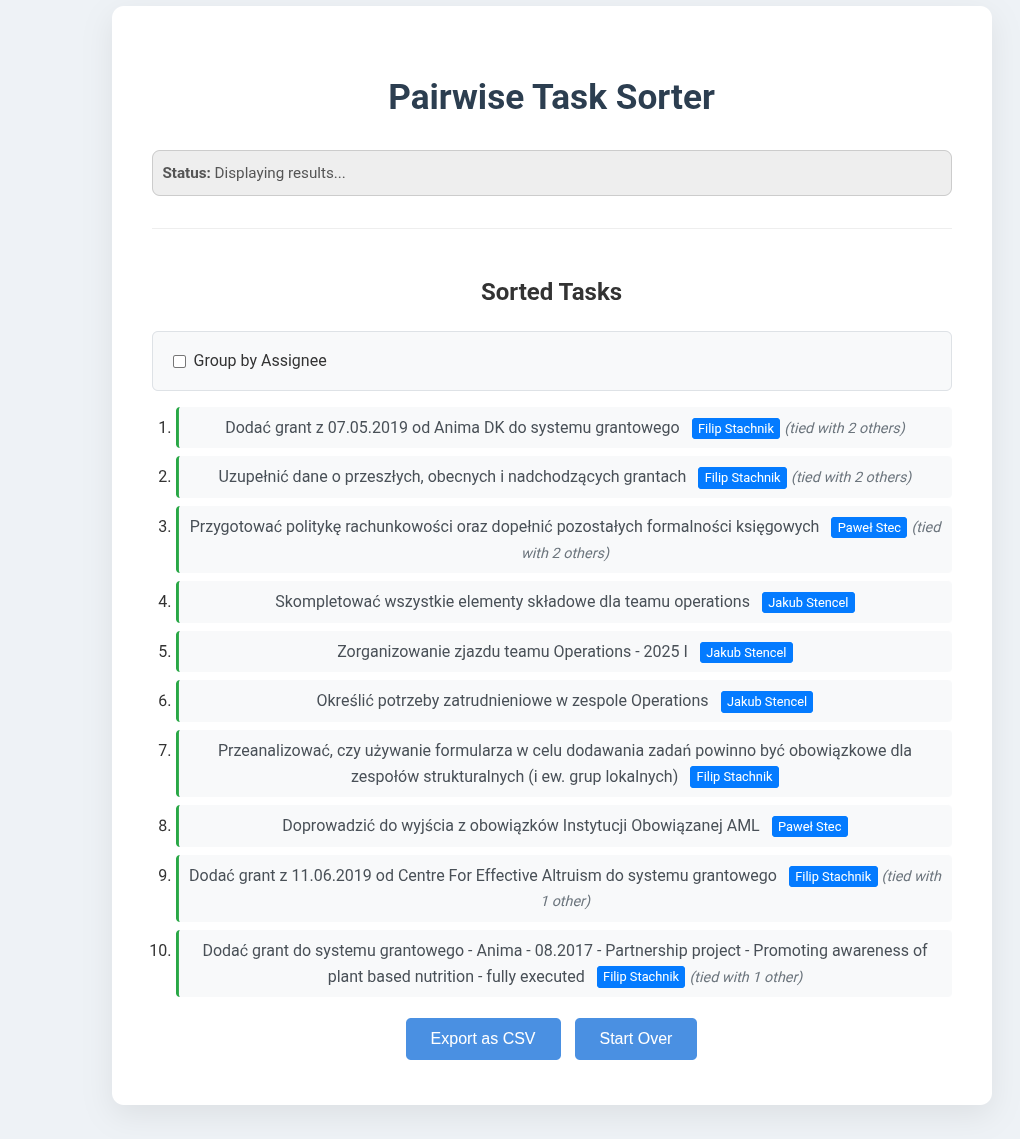 Pairwise Task Sorter
Status: Displaying results...
Sorted Tasks
Group by Assignee
1. Dodać grant z 07.05.2019 od Anima DK do systemu grantowego Filip Stachnik (tied with 2 others)
2. Uzupełnić dane o przeszłych, obecnych i nadchodzących grantach Filip Stachnik (tied with 2 others)
3. Przygotować politykę rachunkowości oraz dopełnić pozostałych formalności księgowych Paweł Stec (tied
with 2 others)
4. Skompletować wszystkie elementy składowe dla teamu operations Jakub Stencel
5. Zorganizowanie zjazdu teamu Operations - 2025 I Jakub Stencel
6. Określić potrzeby zatrudnieniowe w zespole Operations Jakub Stencel
7. Przeanalizować, czy używanie formularza w celu dodawania zadań powinno być obowiązkowe dla
zespołów strukturalnych (i ew. grup lokalnych) Filip Stachnik
8. Doprowadzić do wyjścia z obowiązków Instytucji Obowiązanej AML Paweł Stec
9. Dodać grant z 11.06.2019 od Centre For Effective Altruism do systemu grantowego Filip Stachnik (tied with
1 other)
10. Dodać grant do systemu grantowego - Anima - 08.2017 - Partnership project - Promoting awareness of
plant based nutrition - fully executed Filip Stachnik (tied with 1 other)
Export as CSV Start Over